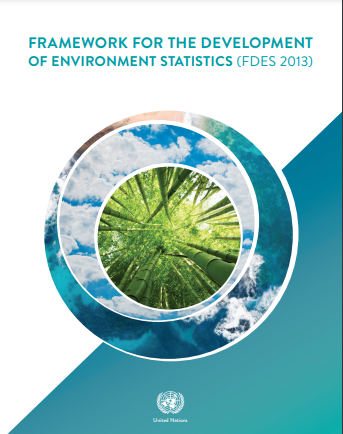 FRAMEWORK FOR THE DEVELOPMENT
OF ENVIRONMENT STATISTICS (FDES 2013)
United Nations